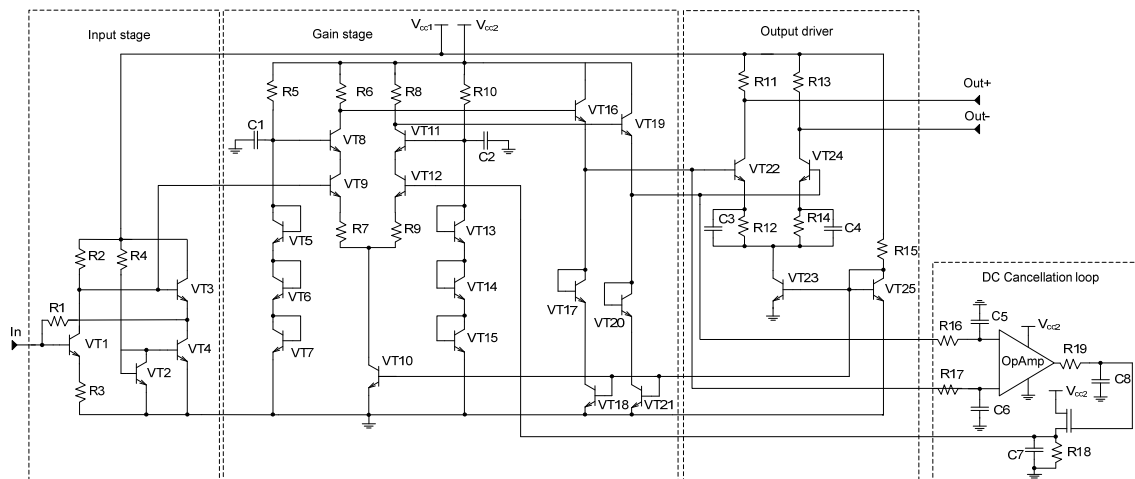 Input stage
Gain stage
Output driver
DC Cancellation loop
Vcc1
Vcc2
In
R1
R2
R3
R4
VT1
VT2
VT3
VT4
C1
R5
R6
R8
R10
VT8
VT11
C2
VT9
VT12
R7
R9
VT5
VT6
VT7
VT13
VT14
VT15
VT10
VT16
VT19
VT17
VT20
VT18
VT21
R11
R13
Out+
Out-
VT22
VT24
C3
R12
R14
C4
R15
VT23
VT25
R16
C5
Vcc2
OpAmp
R19
C8
R17
C6
Vcc2
C7
R18